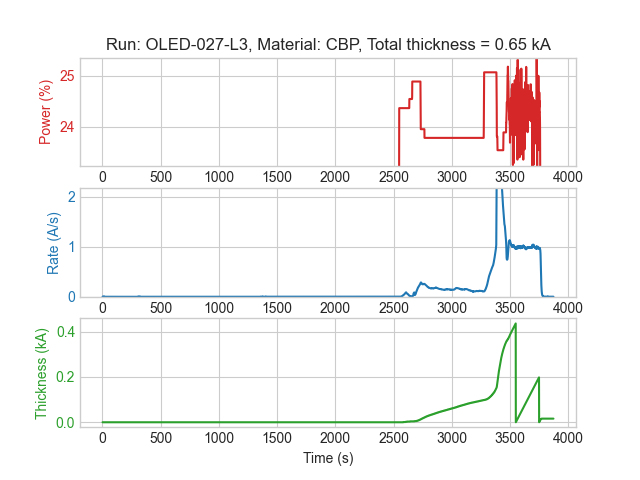 Run: OLED-027-L3, Material: CBP, Total thickness = 0.65 kA
25
24
Power (%)
0 500 1000 1500 2000 2500 3000 3500 4000
2
1
0
Rate (A/s)
0 500 1000 1500 2000 2500 3000 3500 4000
0.4
0.2
0.0
Thickness (kA)
0 500 1000 1500 2000 2500 3000 3500 4000
Time (s)